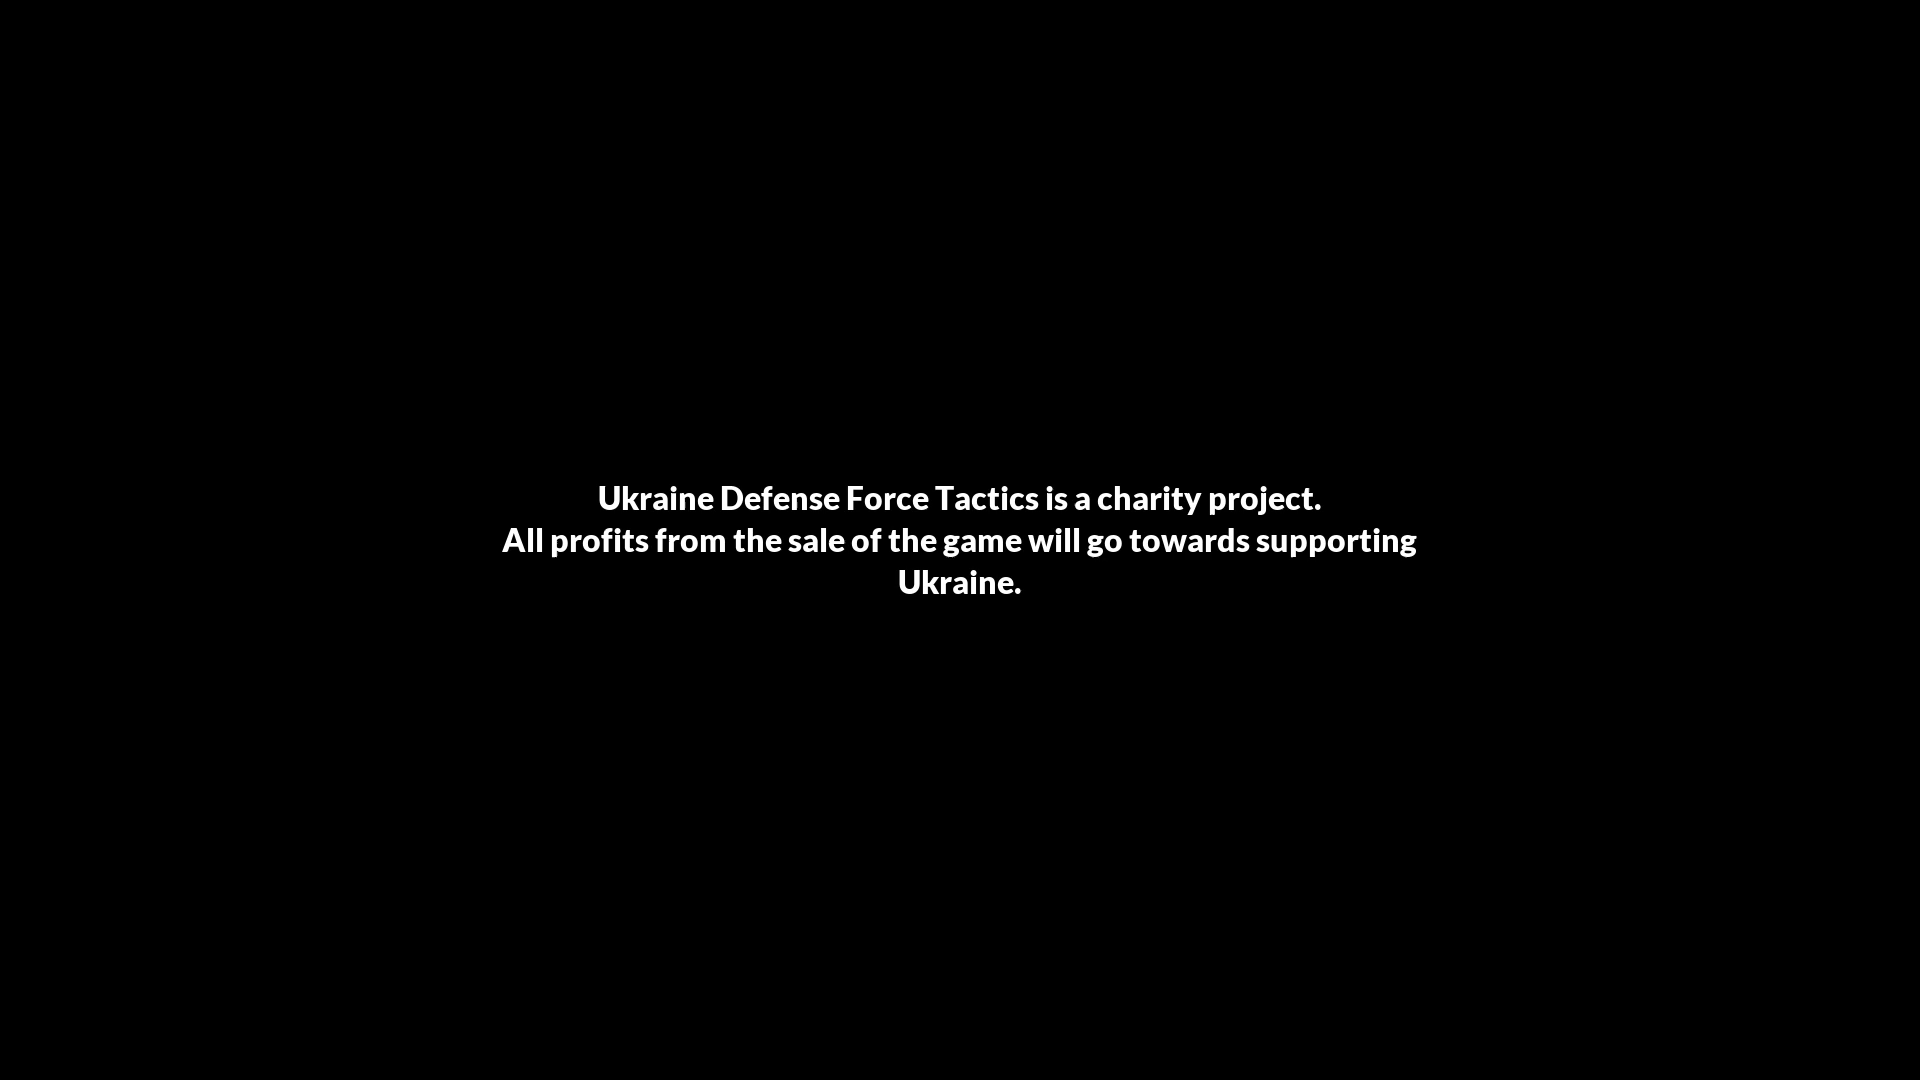 Ukraine Defense Force Tactics is a charity project.
All profits from the sale of the game will go towards supporting
Ukraine.